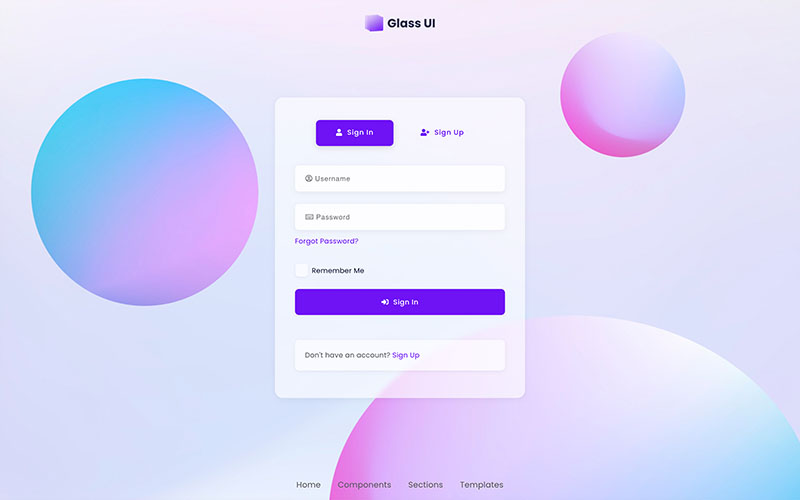 Glass UI
Sign In Sign Up
Username
Password
Forgot Password?
Remember Me
Sign In
Don't have an account? Sign Up
Home Components Sections Templates